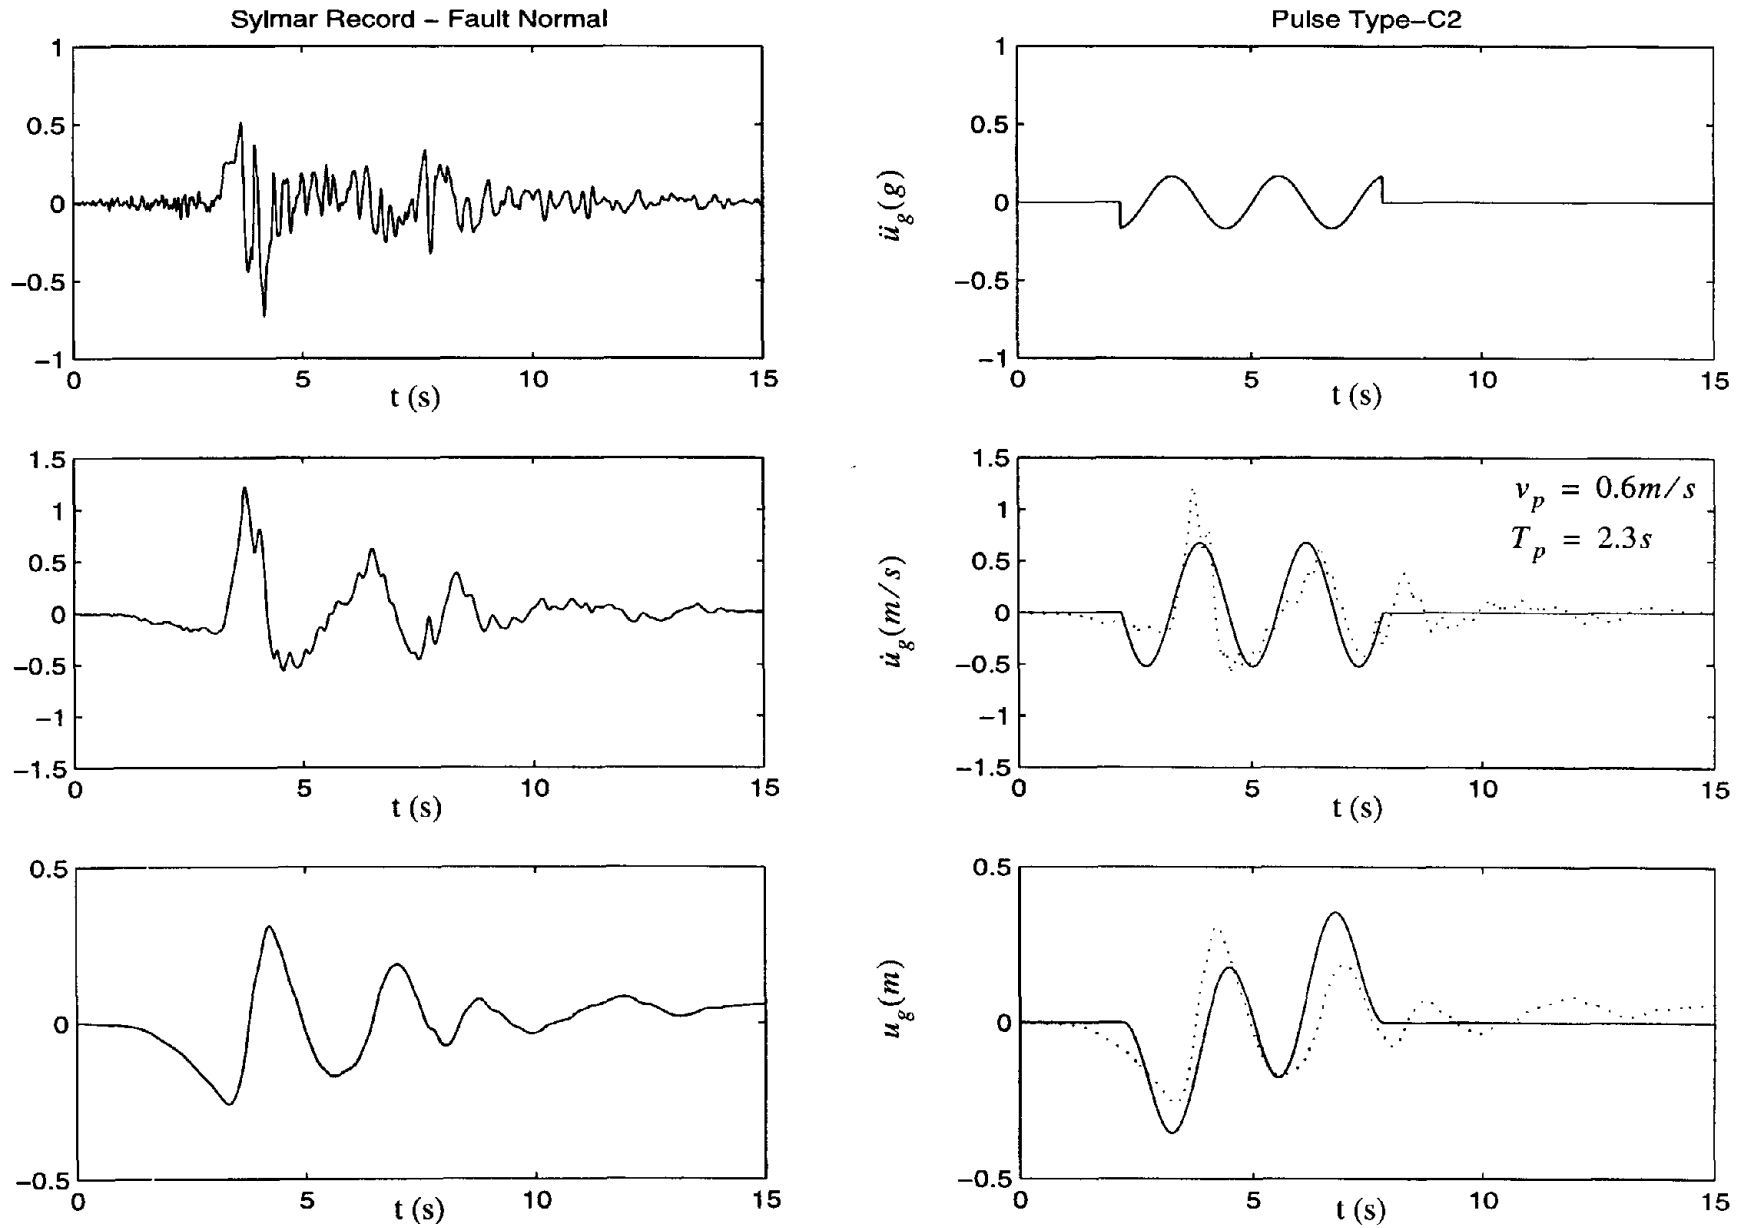 Sylmar Record – Fault Normal
1
0.5
0
−0.5
−1
0 5 10 15
t (s)
Pulse Type–C2
ü_g(g)
1
0.5
0
−0.5
−1
0 5 10 15
t (s)
1.5
1
0.5
0
−0.5
−1
−1.5
0 5 10 15
t (s)
u̇_g(m/s)
1.5
1
0.5
0
−0.5
−1
−1.5
v_p = 0.6m/s
T_p = 2.3s
0 5 10 15
t (s)
0.5
0
−0.5
0 5 10 15
t (s)
u_g(m)
0.5
0
−0.5
0 5 10 15
t (s)